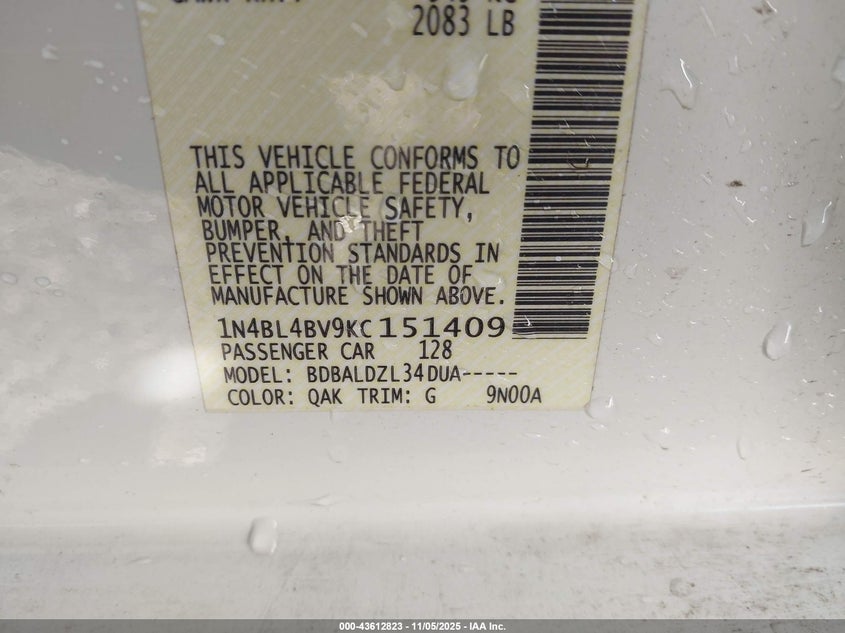 2083 LB
THIS VEHICLE CONFORMS TO
ALL APPLICABLE FEDERAL
MOTOR VEHICLE SAFETY,
BUMPER, AND THEFT
PREVENTION STANDARDS IN
EFFECT ON THE DATE OF
MANUFACTURE SHOWN ABOVE.
1N4BL4BV9KC151409
PASSENGER CAR 128
MODEL: BDBALDZL34DUA-----
COLOR: QAK TRIM: G 9N00A
000-43612823 - 11/05/2025 - IAA Inc.